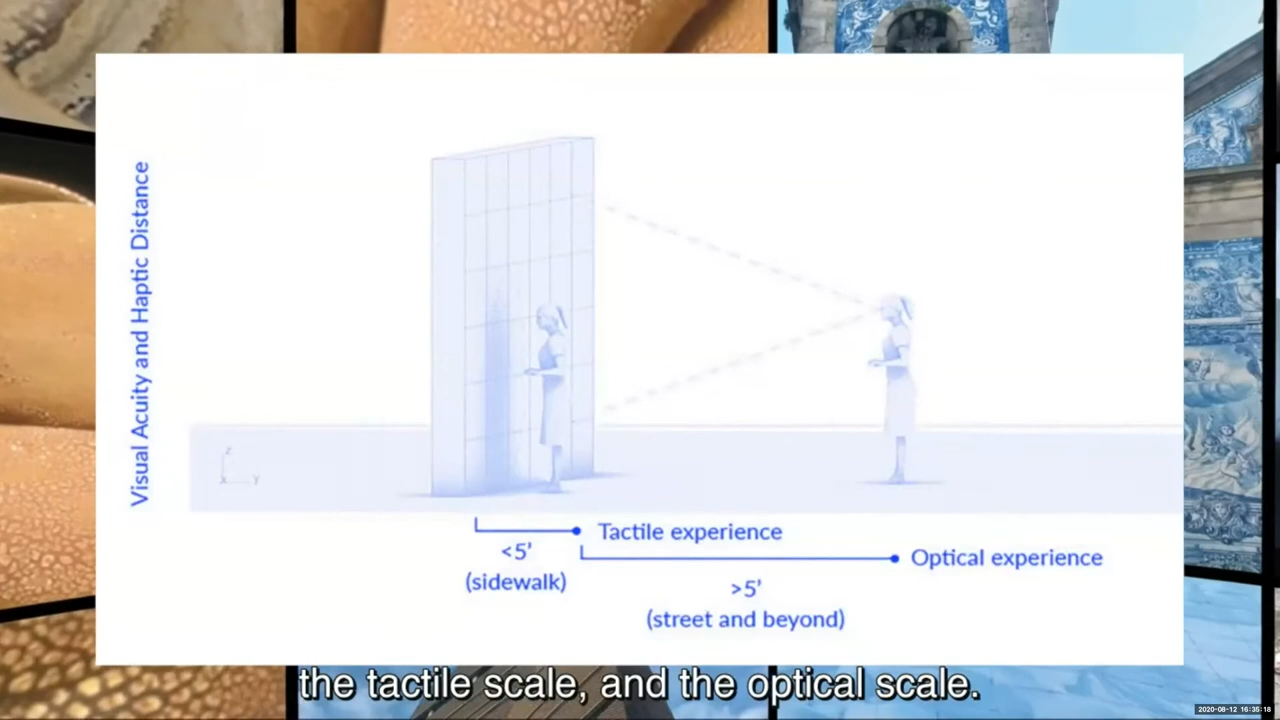 Visual Acuity and Haptic Distance
z
x
y
Tactile experience
<5'
(sidewalk)
Optical experience
>5'
(street and beyond)
the tactile scale, and the optical scale.
2020-08-12 16:35:18